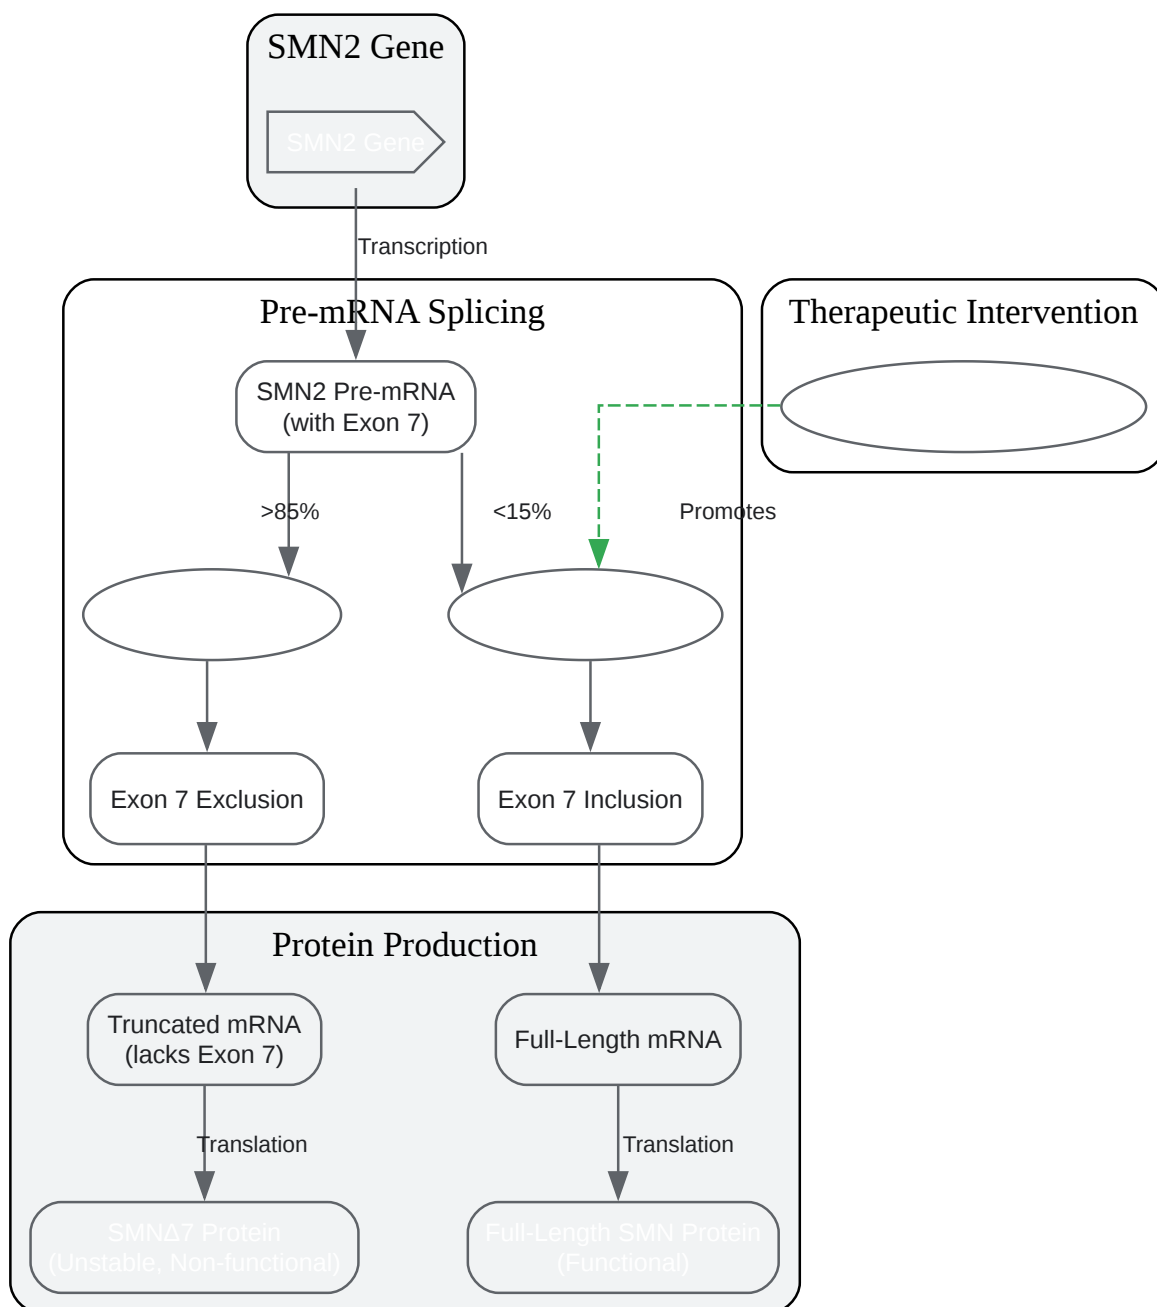 SMN2 Gene
SMN2 Gene
Transcription
Pre-mRNA Splicing
Therapeutic Intervention
SMN2 Pre-mRNA
(with Exon 7)
>85%
<15%
Promotes
Exon 7 Exclusion
Exon 7 Inclusion
Protein Production
Truncated mRNA
(lacks Exon 7)
Full-Length mRNA
Translation
Translation
SMNΔ7 Protein
(Unstable, Non-functional)
Full-Length SMN Protein
(Functional)